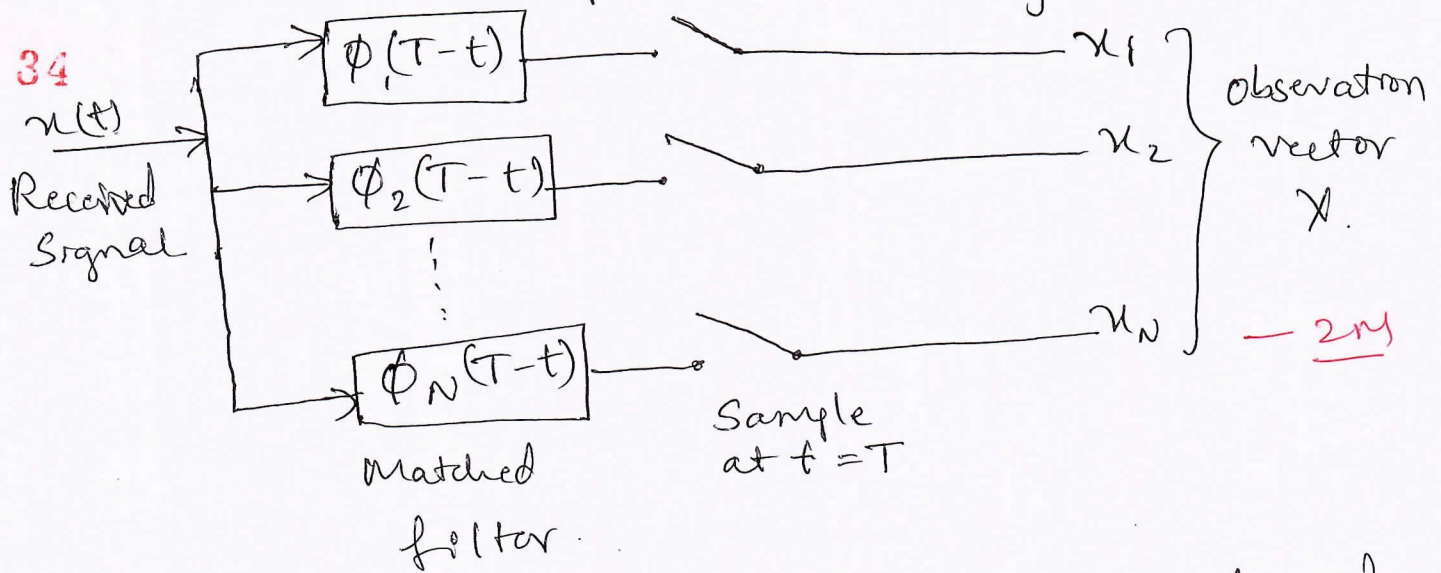 34
x(t)
Received
Signal
ϕ₁(T-t)
x₁
ϕ₂(T-t)
x₂
ϕN(T-t)
xN
Matched
filter.
Sample
at t = T
Observation
vector
X.
— 2M